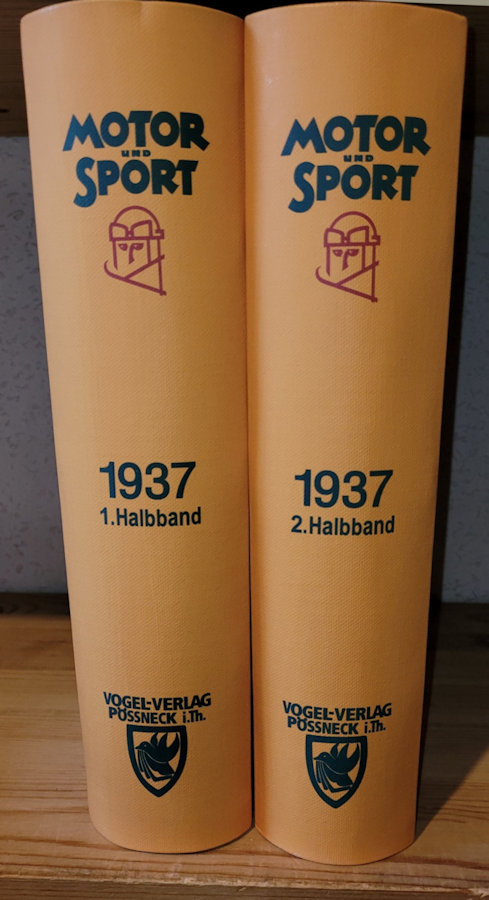 MOTOR
UND
SPORT
1937
1.Halbband
VOGEL-VERLAG
PÖSSNECK i.Th.
MOTOR
UND
SPORT
1937
2.Halbband
VOGEL-VERLAG
PÖSSNECK i.Th.